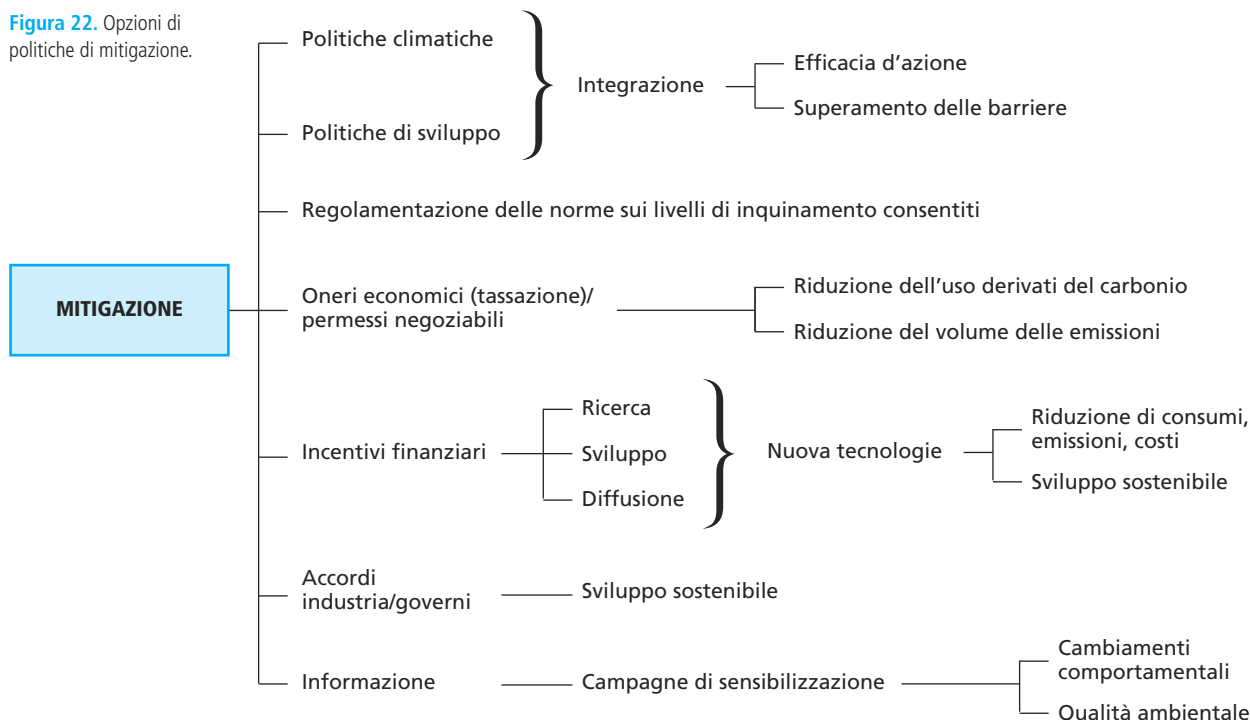 Figura 22. Opzioni di
politiche di mitigazione.
Politiche climatiche
Politiche di sviluppo
Integrazione
Efficacia d'azione
Superamento delle barriere
Regolamentazione delle norme sui livelli di inquinamento consentiti
MITIGAZIONE
Oneri economici (tassazione)/
permessi negoziabili
Riduzione dell'uso derivati del carbonio
Riduzione del volume delle emissioni
Incentivi finanziari
Ricerca
Sviluppo
Diffusione
Nuova tecnologie
Riduzione di consumi,
emissioni, costi
Sviluppo sostenibile
Accordi
industria/governi
Sviluppo sostenibile
Informazione
Campagne di sensibilizzazione
Cambiamenti
comportamentali
Qualità ambientale